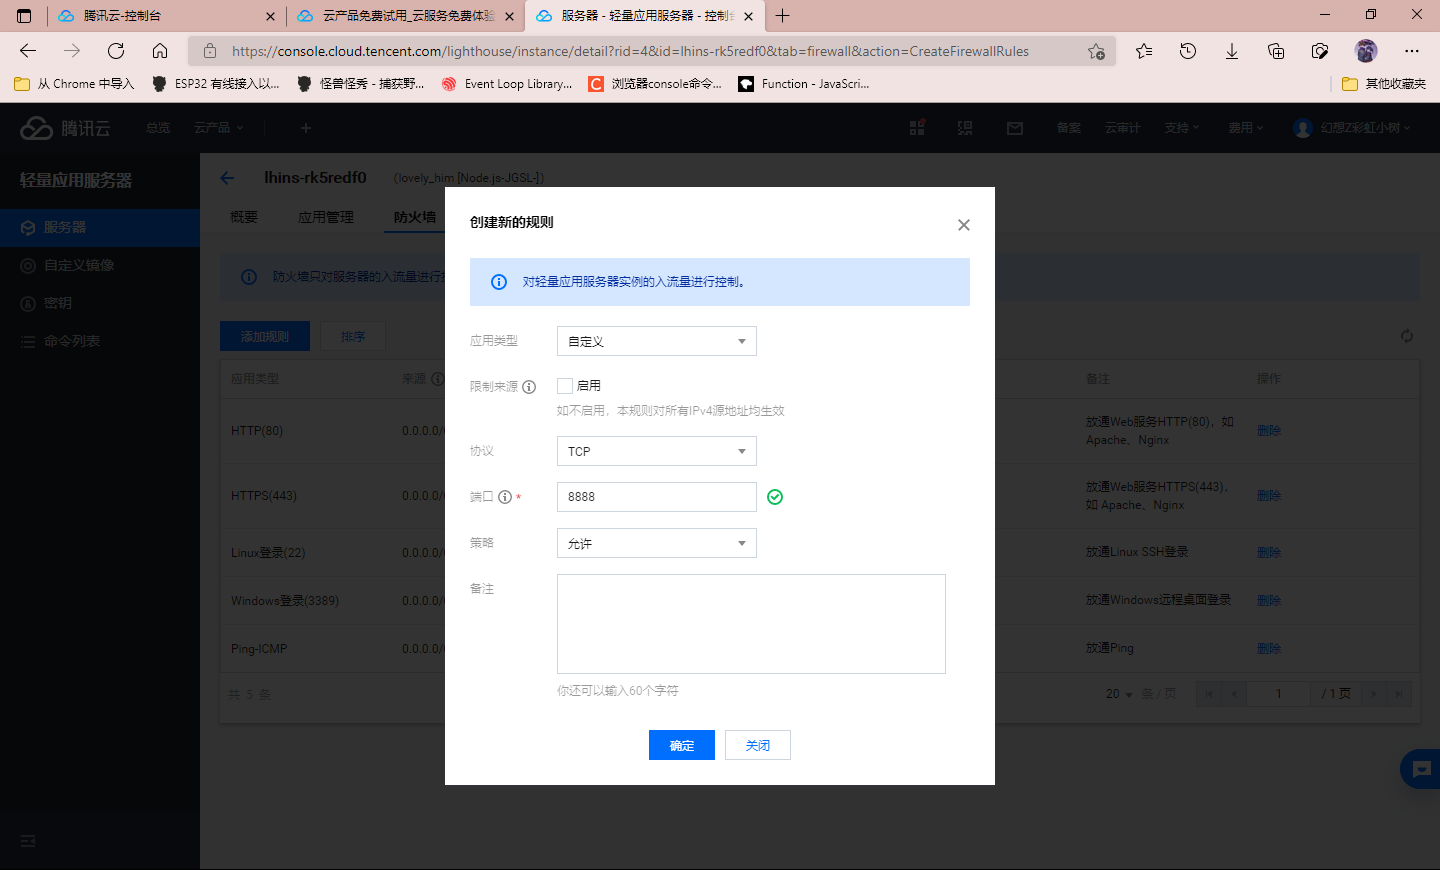 腾讯云-控制台
云产品免费试用_云服务免费体验
服务器 - 轻量应用服务器 - 控制台
https://console.cloud.tencent.com/lighthouse/instance/detail?rid=4&id=lhins-rk5redf0&tab=firewall&action=CreateFirewallRules
从 Chrome 中导入
ESP32 有线接入以...
怪兽怪秀 - 捕获野...
Event Loop Library...
浏览器console命令...
Function - JavaScri...
其他收藏夹
腾讯云
总览
云产品
备案
云审计
支持
费用
幻想Z彩虹小树
轻量应用服务器
服务器
自定义镜像
密钥
命令列表
lhins-rk5redf0
(lovely_him [Node.js-JGSL-])
概要
应用管理
防火墙
防火墙只对服务器的入流量进行
添加规则
排序
应用类型
来源
备注
操作
HTTP(80)
0.0.0.0/
放通Web服务HTTP(80)，如
Apache、Nginx
删除
HTTPS(443)
0.0.0.0/
放通Web服务HTTPS(443)，
如 Apache、Nginx
删除
Linux登录(22)
0.0.0.0/
放通Linux SSH登录
删除
Windows登录(3389)
0.0.0.0/
放通Windows远程桌面登录
删除
Ping-ICMP
0.0.0.0/
放通Ping
删除
共 5 条
20
条 / 页
1
/ 1 页
创建新的规则
对轻量应用服务器实例的入流量进行控制。
应用类型
自定义
限制来源
启用
如不启用，本规则对所有IPv4源地址均生效
协议
TCP
端口 *
8888
策略
允许
备注
你还可以输入60个字符
确定
关闭